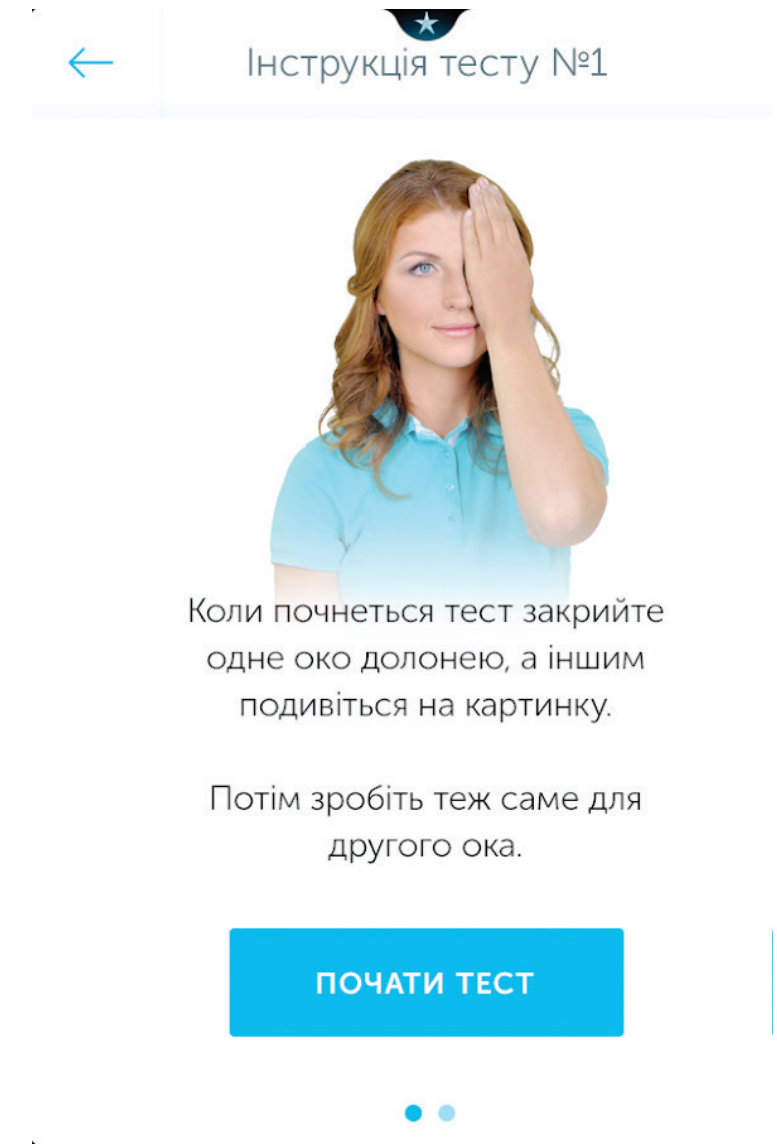 Інструкція тесту №1
Коли почнеться тест закрийте
одне око долонею, а іншим
подивіться на картинку.
Потім зробіть теж саме для
другого ока.
ПОЧАТИ ТЕСТ